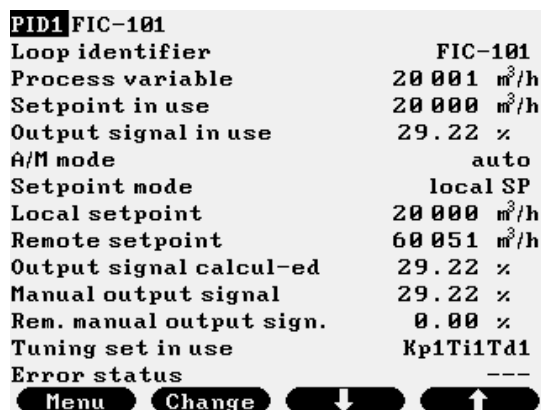 PID1 FIC-101
Loop identifier FIC-101
Process variable 20 001 m³/h
Setpoint in use 20 000 m³/h
Output signal in use 29.22 %
A/M mode auto
Setpoint mode local SP
Local setpoint 20 000 m³/h
Remote setpoint 60 051 m³/h
Output signal calcul-ed 29.22 %
Manual output signal 29.22 %
Rem. manual output sign. 0.00 %
Tuning set in use Kp1Ti1Td1
Error status ---
Menu Change